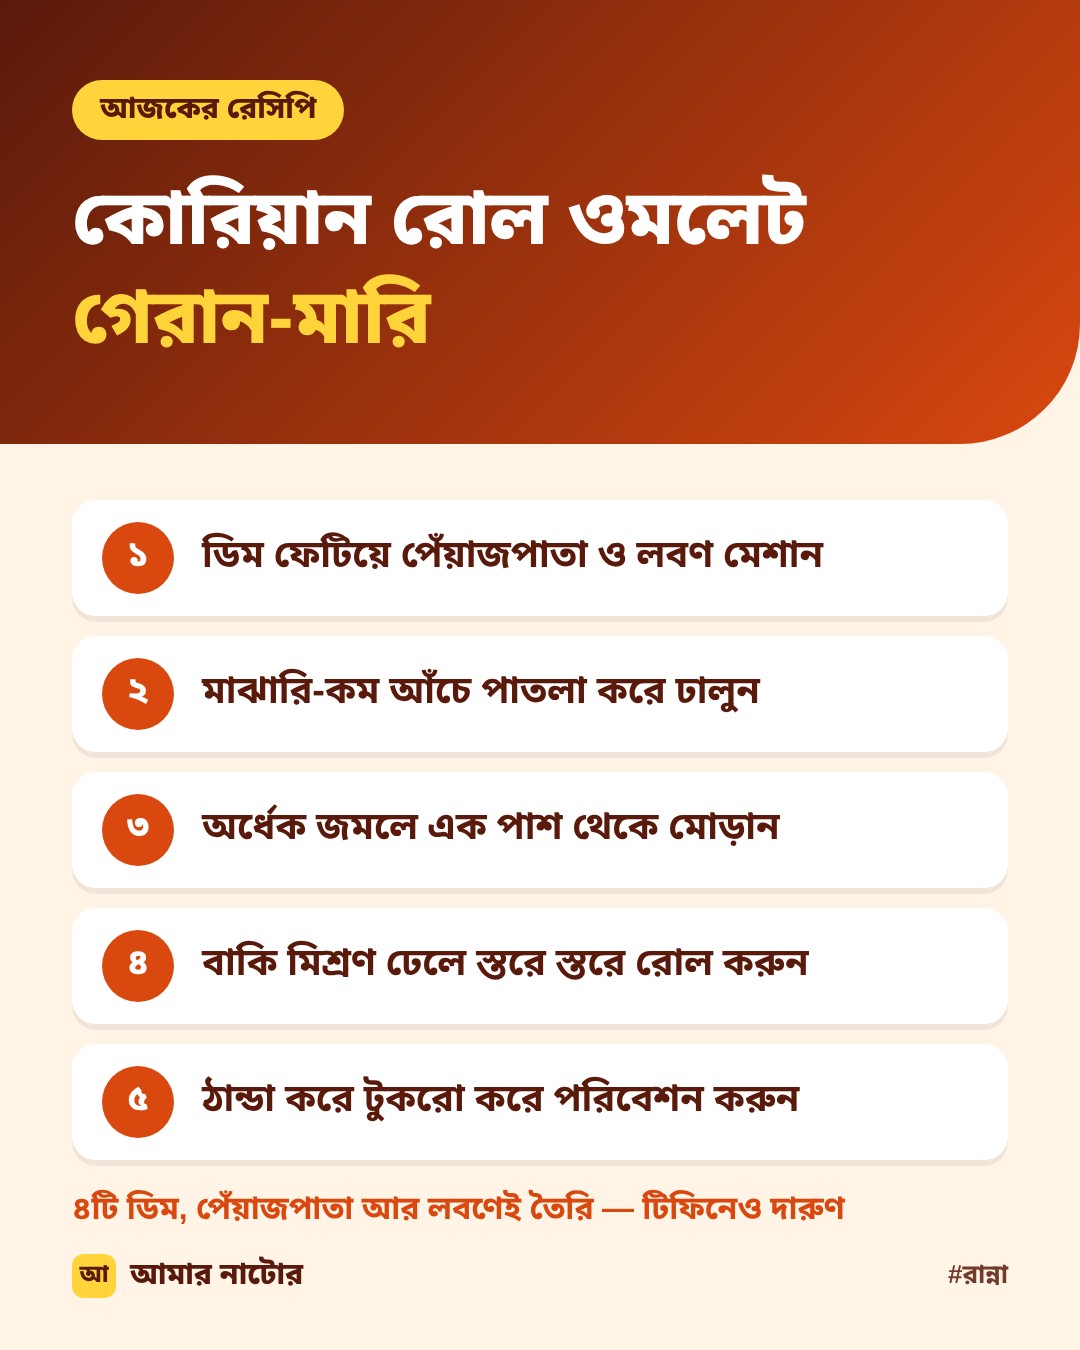 আজকের রেসিপি
কোরিয়ান রোল ওমলেট
গেরান-মারি
১ ডিম ফেটিয়ে পেঁয়াজপাতা ও লবণ মেশান
২ মাঝারি-কম আঁচে পাতলা করে ঢালুন
৩ অর্ধেক জমলে এক পাশ থেকে মোড়ান
৪ বাকি মিশ্রণ ঢেলে স্তরে স্তরে রোল করুন
৫ ঠান্ডা করে টুকরো করে পরিবেশন করুন
৪টি ডিম, পেঁয়াজপাতা আর লবণেই তৈরি — টিফিনেও দারুণ
আ আমার নাটোর #রান্না